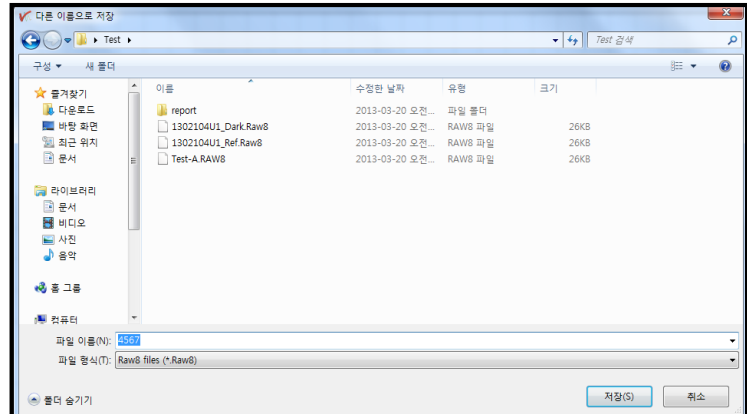 다른 이름으로 저장
Test
Test 검색
구성 새 폴더
이름 수정한 날짜 유형 크기
즐겨찾기
다운로드
바탕 화면
최근 위치
문서
라이브러리
문서
비디오
사진
음악
홈 그룹
컴퓨터
report 2013-03-20 오전... 파일 폴더
1302104U1_Dark.Raw8 2013-03-20 오전... RAW8 파일 26KB
1302104U1_Ref.Raw8 2013-03-20 오전... RAW8 파일 26KB
Test-A.RAW8 2013-03-20 오전... RAW8 파일 26KB
파일 이름(N): 4567
파일 형식(T): Raw8 files (*.Raw8)
폴더 숨기기
저장(S) 취소